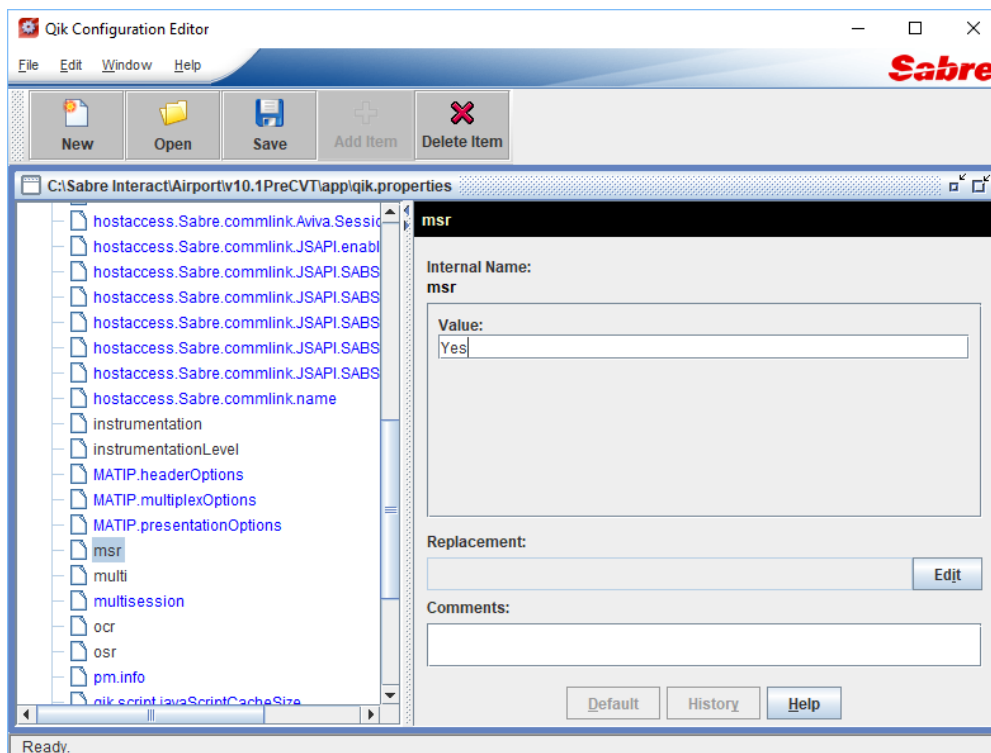 Qik Configuration Editor
File Edit Window Help
Sabre
New Open Save Add Item Delete Item
C:\Sabre Interact\Airport\v10.1PreCVT\app\qik.properties
hostaccess.Sabre.commlink.Aviva.Sessic
hostaccess.Sabre.commlink.JSAPI.enabl
hostaccess.Sabre.commlink.JSAPI.SABS
hostaccess.Sabre.commlink.JSAPI.SABS
hostaccess.Sabre.commlink.JSAPI.SABS
hostaccess.Sabre.commlink.JSAPI.SABS
hostaccess.Sabre.commlink.JSAPI.SABS
hostaccess.Sabre.commlink.name
instrumentation
instrumentationLevel
MATIP.headerOptions
MATIP.multiplexOptions
MATIP.presentationOptions
msr
multi
multisession
ocr
osr
pm.info
qik.script.javaScriptCacheSize
msr
Internal Name:
msr
Value:
Yes
Replacement:
Edit
Comments:
Default History Help
Ready.